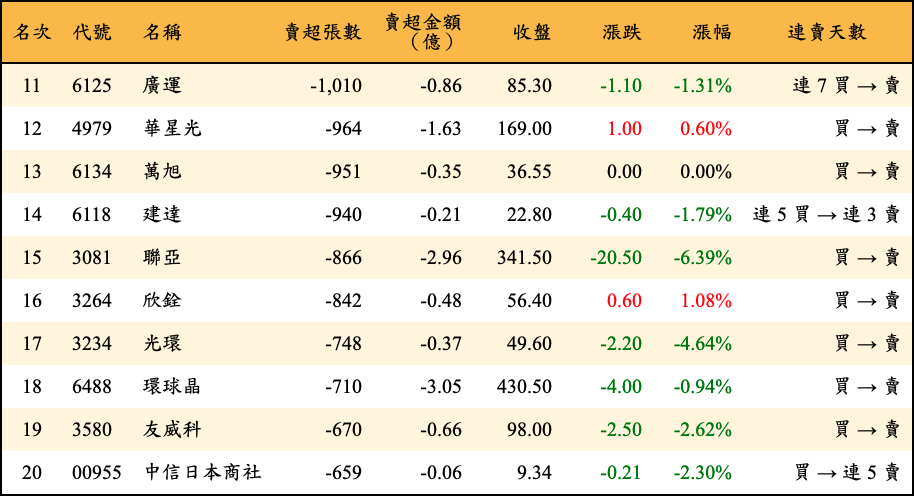 名次 代號 名稱 賣超張數 賣超金額（億） 收盤 漲跌 漲幅 連賣天數
11 6125 廣運 -1,010 -0.86 85.30 -1.10 -1.31% 連 7 買 → 賣
12 4979 華星光 -964 -1.63 169.00 1.00 0.60% 買 → 賣
13 6134 萬旭 -951 -0.35 36.55 0.00 0.00% 買 → 賣
14 6118 建達 -940 -0.21 22.80 -0.40 -1.79% 連 5 買 → 連 3 賣
15 3081 聯亞 -866 -2.96 341.50 -20.50 -6.39% 買 → 賣
16 3264 欣銓 -842 -0.48 56.40 0.60 1.08% 買 → 賣
17 3234 光環 -748 -0.37 49.60 -2.20 -4.64% 買 → 賣
18 6488 環球晶 -710 -3.05 430.50 -4.00 -0.94% 買 → 賣
19 3580 友威科 -670 -0.66 98.00 -2.50 -2.62% 買 → 賣
20 00955 中信日本商社 -659 -0.06 9.34 -0.21 -2.30% 買 → 連 5 賣